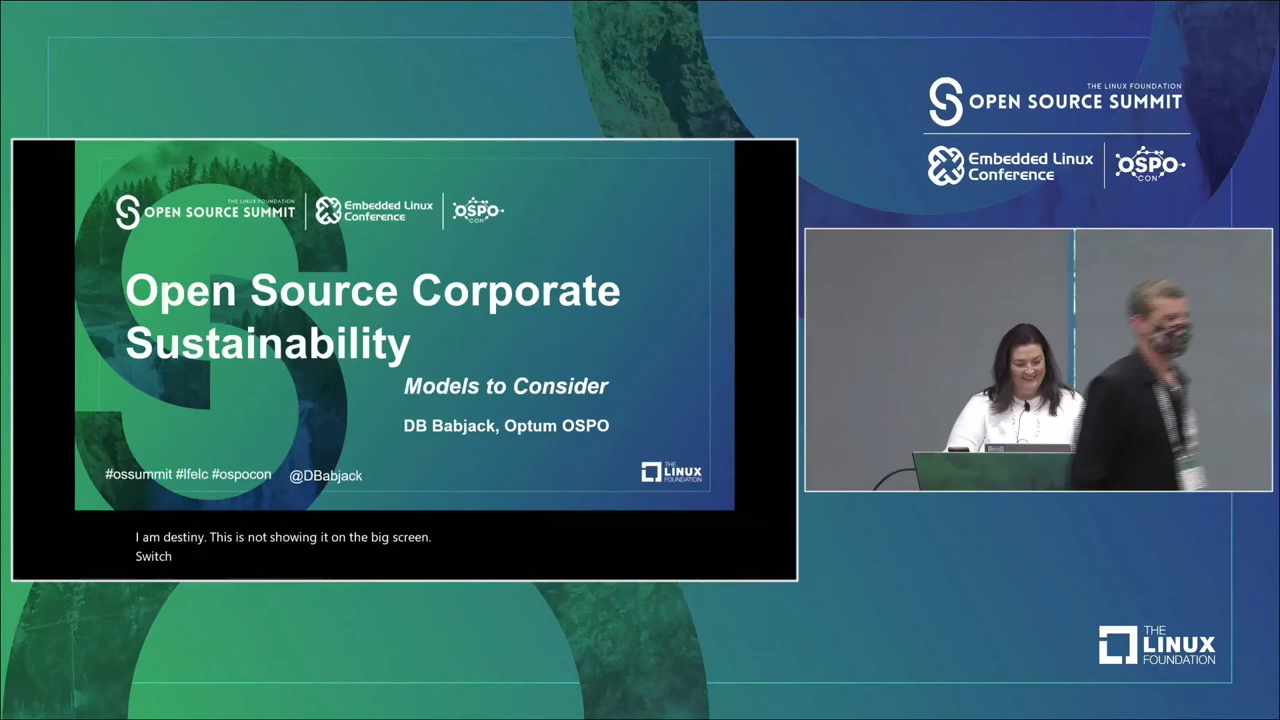 THE LINUX FOUNDATION
OPEN SOURCE SUMMIT
Embedded Linux
Conference
OSPO
CON
THE LINUX FOUNDATION
OPEN SOURCE SUMMIT
Embedded Linux
Conference
OSPO
CON
Open Source Corporate
Sustainability
Models to Consider
DB Babjack, Optum OSPO
#ossummit #lfelc #ospocon @DBabjack
THE
LINUX
FOUNDATION
I am destiny. This is not showing it on the big screen.
Switch
THE
LINUX
FOUNDATION